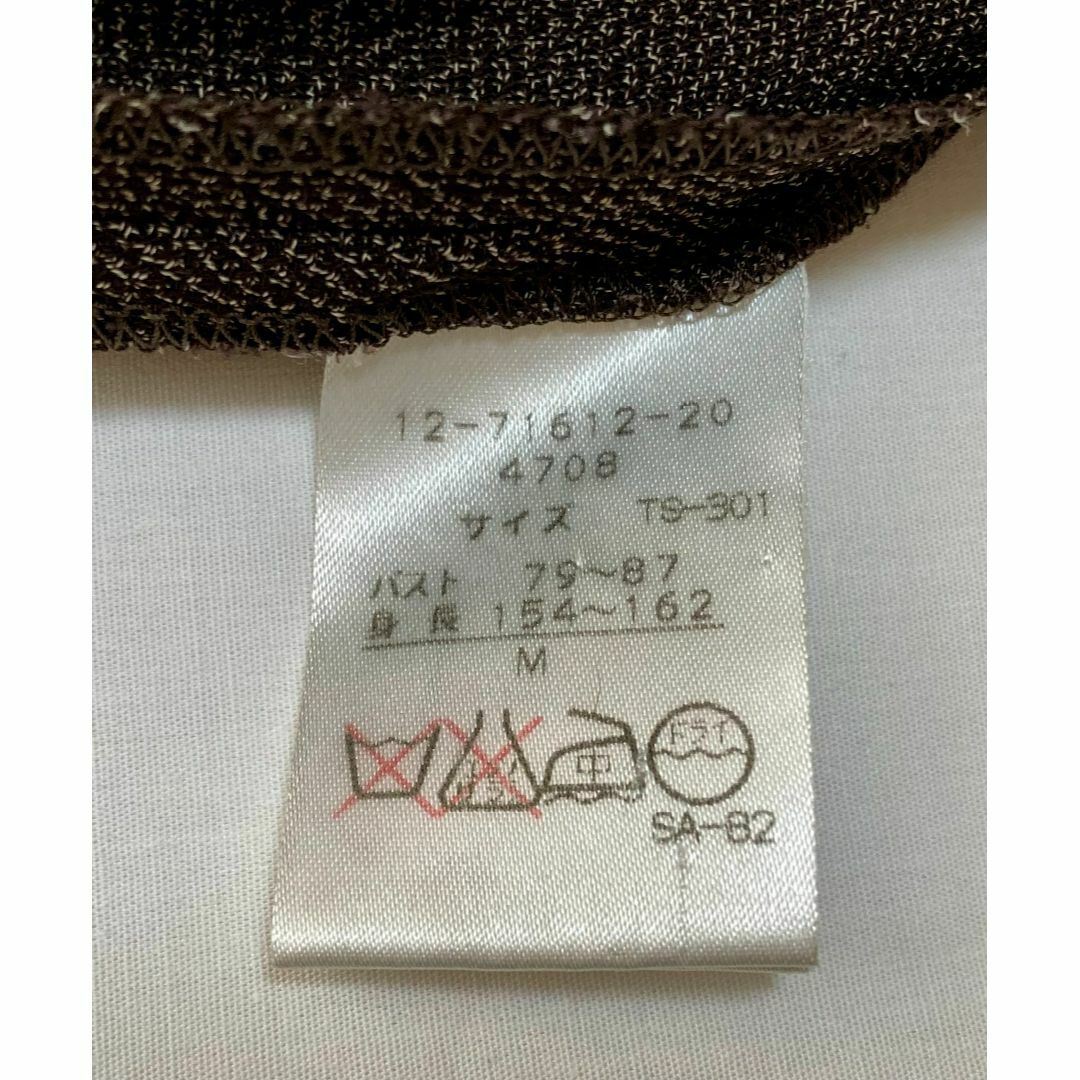 12-71612-20
4708
サイズ TS-301
バスト 79〜87
身長 154〜162
M
中 ドライ
SA-82